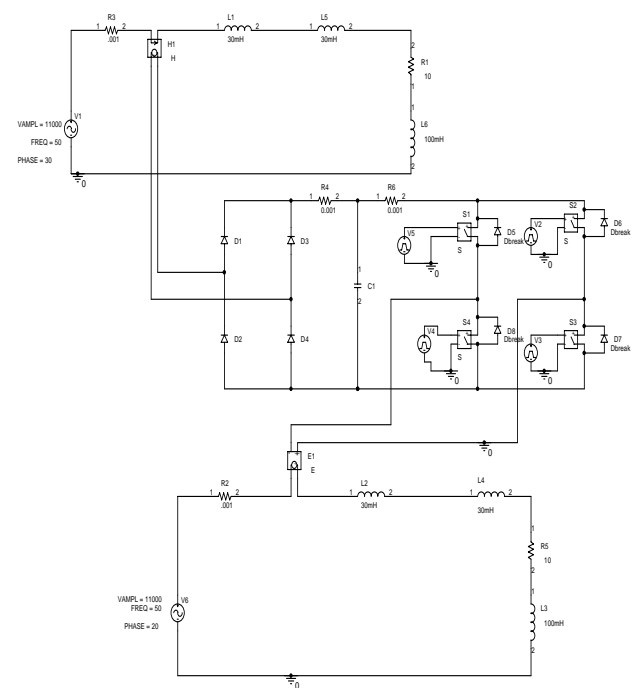 R3
L1
L5
1 2
1 2
1 2
.001
H1
H
30mH
30mH
2
R1
10
1
V1
VAMPL = 11000
FREQ = 50
PHASE = 30
1
L6
100mH
2
0
R4
R6
1 2
1 2
0.001
0.001
S1
S2
D1
D3
V5
S
D5
Dbreak
V2
S
D6
Dbreak
0
0
1
C1
2
D2
D4
V4
S4
S
D8
Dbreak
V3
S3
S
D7
Dbreak
0
0
0
E1
E
R2
L2
L4
1 2
1 2
1 2
.001
30mH
30mH
1
R5
10
2
VAMPL = 11000
FREQ = 50
PHASE = 20
V6
1
L3
100mH
2
0